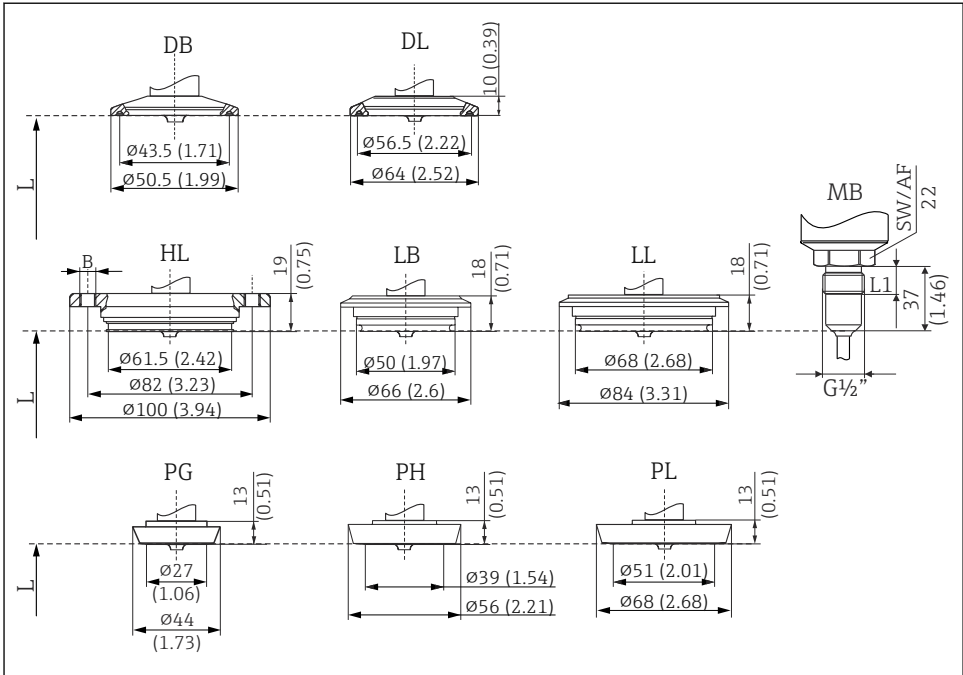 DB
DL
10 (0.39)
Ø43.5 (1.71)
Ø50.5 (1.99)
Ø56.5 (2.22)
Ø64 (2.52)
L
MB
SW/AF
22
HL
LB
LL
B
19
(0.75)
18
(0.71)
18
(0.71)
L1
37
(1.46)
Ø61.5 (2.42)
Ø82 (3.23)
Ø100 (3.94)
Ø50 (1.97)
Ø66 (2.6)
Ø68 (2.68)
Ø84 (3.31)
G½"
L
PG
PH
PL
13
(0.51)
13
(0.51)
13
(0.51)
Ø27
(1.06)
Ø44
(1.73)
Ø39 (1.54)
Ø56 (2.21)
Ø51 (2.01)
Ø68 (2.68)
L